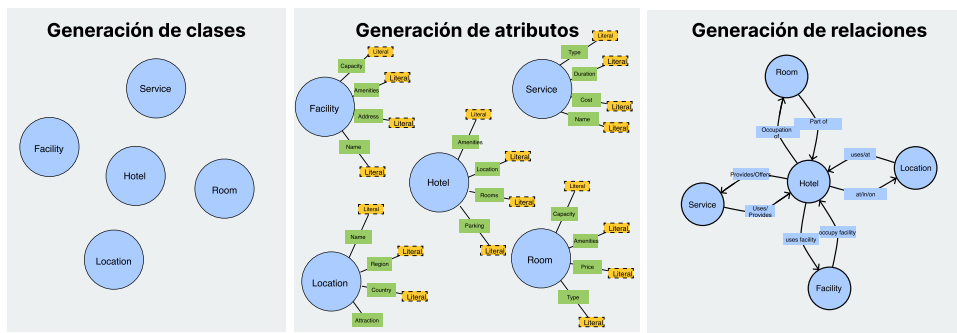 Generación de clases
Service
Facility
Hotel
Room
Location
Generación de atributos
Literal
Capacity
Literal
Amenities
Facility
Address
Literal
Name
Literal
Literal
Type
Literal
Duration
Service
Cost
Literal
Name
Literal
Literal
Amenities
Literal
Location
Hotel
Rooms
Literal
Parking
Literal
Literal
Name
Literal
Region
Location
Country
Literal
Attraction
Literal
Capacity
Literal
Amenities
Room
Price
Literal
Type
Literal
Generación de relaciones
Room
Part of
Occupation
of
uses/at
Location
Provides/Offers
Hotel
at/in/on
Service
Uses/
Provides
uses facility
occupy facility
Facility